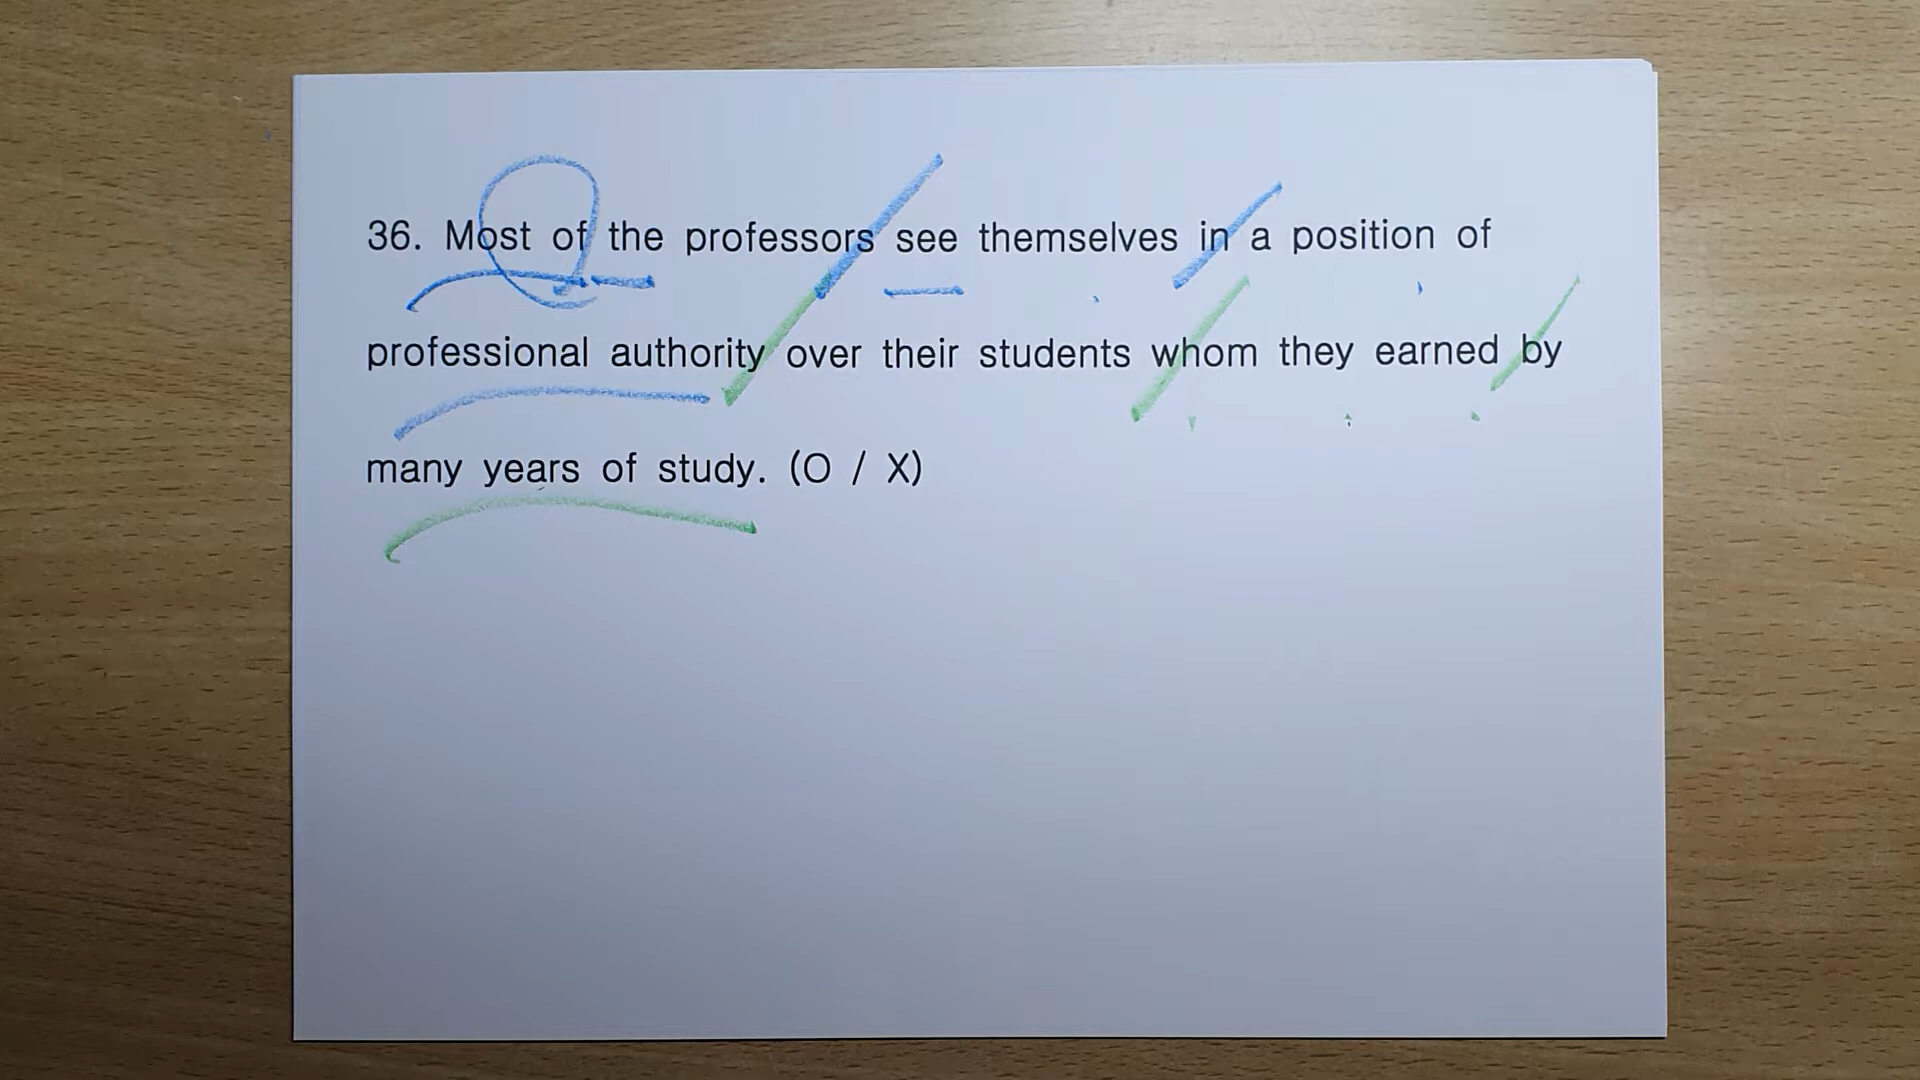 36. Most of the professors see themselves in a position of
professional authority over their students whom they earned by
many years of study. (O / X)